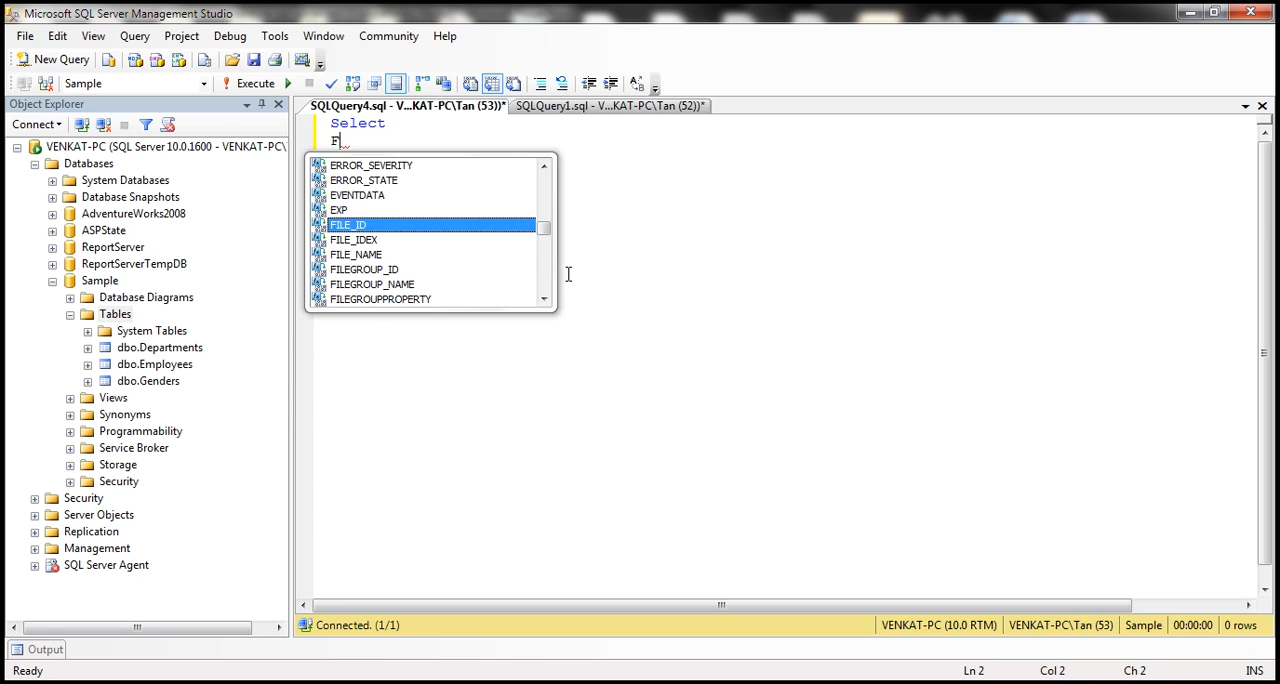 Microsoft SQL Server Management Studio
File Edit View Query Project Debug Tools Window Community Help
New Query
Sample Execute
Object Explorer
SQLQuery4.sql - V...KAT-PC\Tan (53))* SQLQuery1.sql - V...KAT-PC\Tan (52))*
Connect
Select
F
VENKAT-PC (SQL Server 10.0.1600 - VENKAT-PC\T
Databases
System Databases
Database Snapshots
AdventureWorks2008
ASPState
ReportServer
ReportServerTempDB
Sample
Database Diagrams
Tables
System Tables
dbo.Departments
dbo.Employees
dbo.Genders
Views
Synonyms
Programmability
Service Broker
Storage
Security
Security
Server Objects
Replication
Management
SQL Server Agent
ERROR_SEVERITY
ERROR_STATE
EVENTDATA
EXP
FILE_ID
FILE_IDEX
FILE_NAME
FILEGROUP_ID
FILEGROUP_NAME
FILEGROUPPROPERTY
Connected. (1/1) VENKAT-PC (10.0 RTM) VENKAT-PC\Tan (53) Sample 00:00:00 0 rows
Output
Ready Ln 2 Col 2 Ch 2 INS